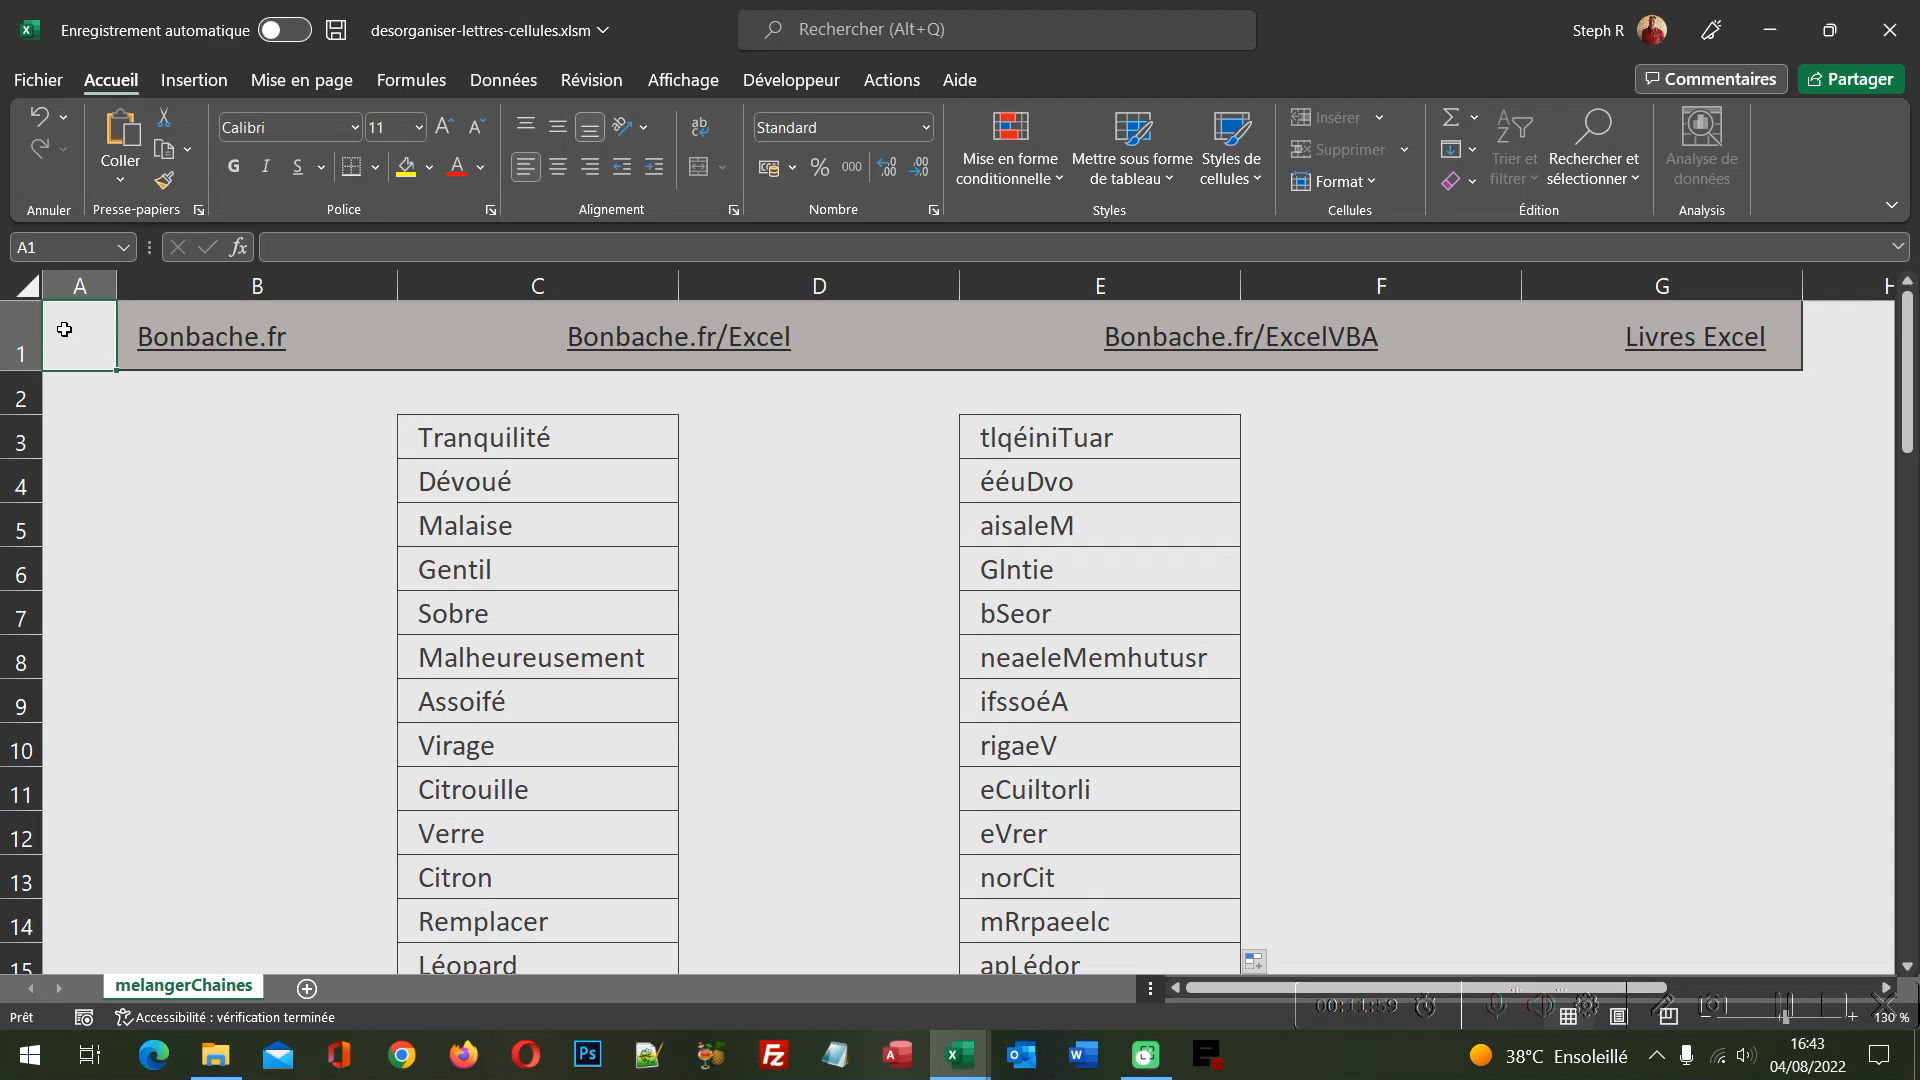 Enregistrement automatique
desorganiser-lettres-cellules.xlsm
Rechercher (Alt+Q)
Steph R
Fichier Accueil Insertion Mise en page Formules Données Révision Affichage Développeur Actions Aide
Commentaires Partager
Coller
Calibri 11
G I S
Standard
% 000
Mise en forme conditionnelle
Mettre sous forme de tableau
Styles de cellules
Insérer
Supprimer
Format
Trier et filtrer
Rechercher et sélectionner
Analyse de données
Annuler Presse-papiers Police Alignement Nombre Styles Cellules Édition Analysis
A1 fx
A B C D E F G H
1 Bonbache.fr Bonbache.fr/Excel Bonbache.fr/ExcelVBA Livres Excel
2
3 Tranquilité tlqéiniTuar
4 Dévoué ééuDvo
5 Malaise aisaleM
6 Gentil Glntie
7 Sobre bSeor
8 Malheureusement neaeleMemhutusr
9 Assoifé ifssoéA
10 Virage rigaeV
11 Citrouille eCuiltorli
12 Verre eVrer
13 Citron norCit
14 Remplacer mRrpaeelc
15 Léopard apLédor
melangerChaines
00:11:59
Prêt Accessibilité : vérification terminée 130 %
38°C Ensoleillé
16:43
04/08/2022